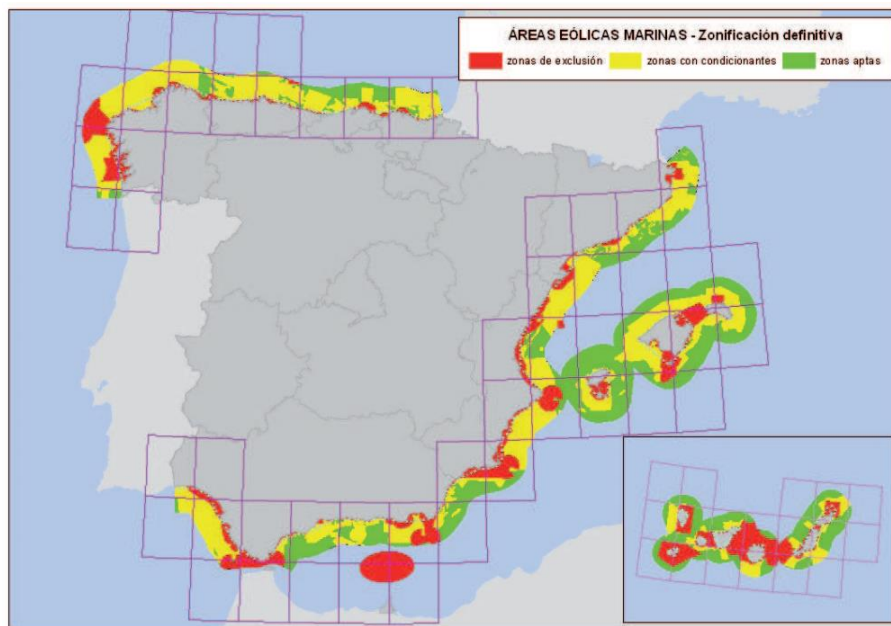 ÁREAS EÓLICAS MARINAS - Zonificación definitiva
zonas de exclusión zonas con condicionantes zonas aptas